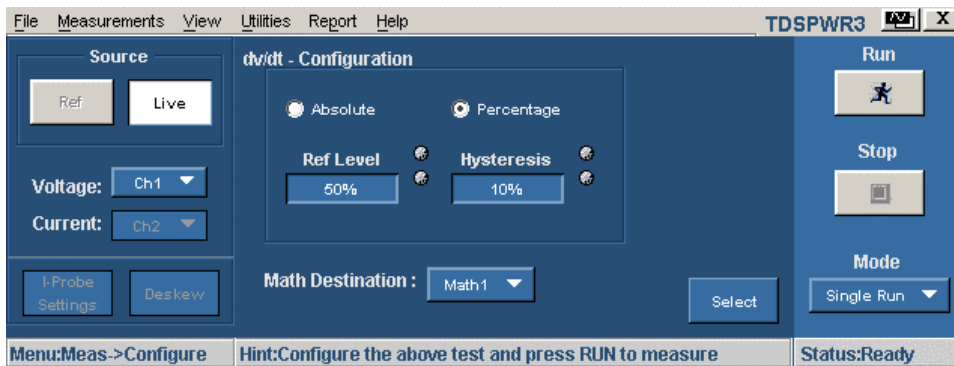 File Measurements View Utilities Report Help TDSPWR3 X
Source
Ref Live
Voltage: Ch1
Current: Ch2
I-Probe Settings
Deskew
dv/dt - Configuration
Absolute Percentage
Ref Level Hysteresis
50% 10%
Math Destination : Math1
Select
Run
Stop
Mode
Single Run
Menu:Meas->Configure Hint:Configure the above test and press RUN to measure Status:Ready